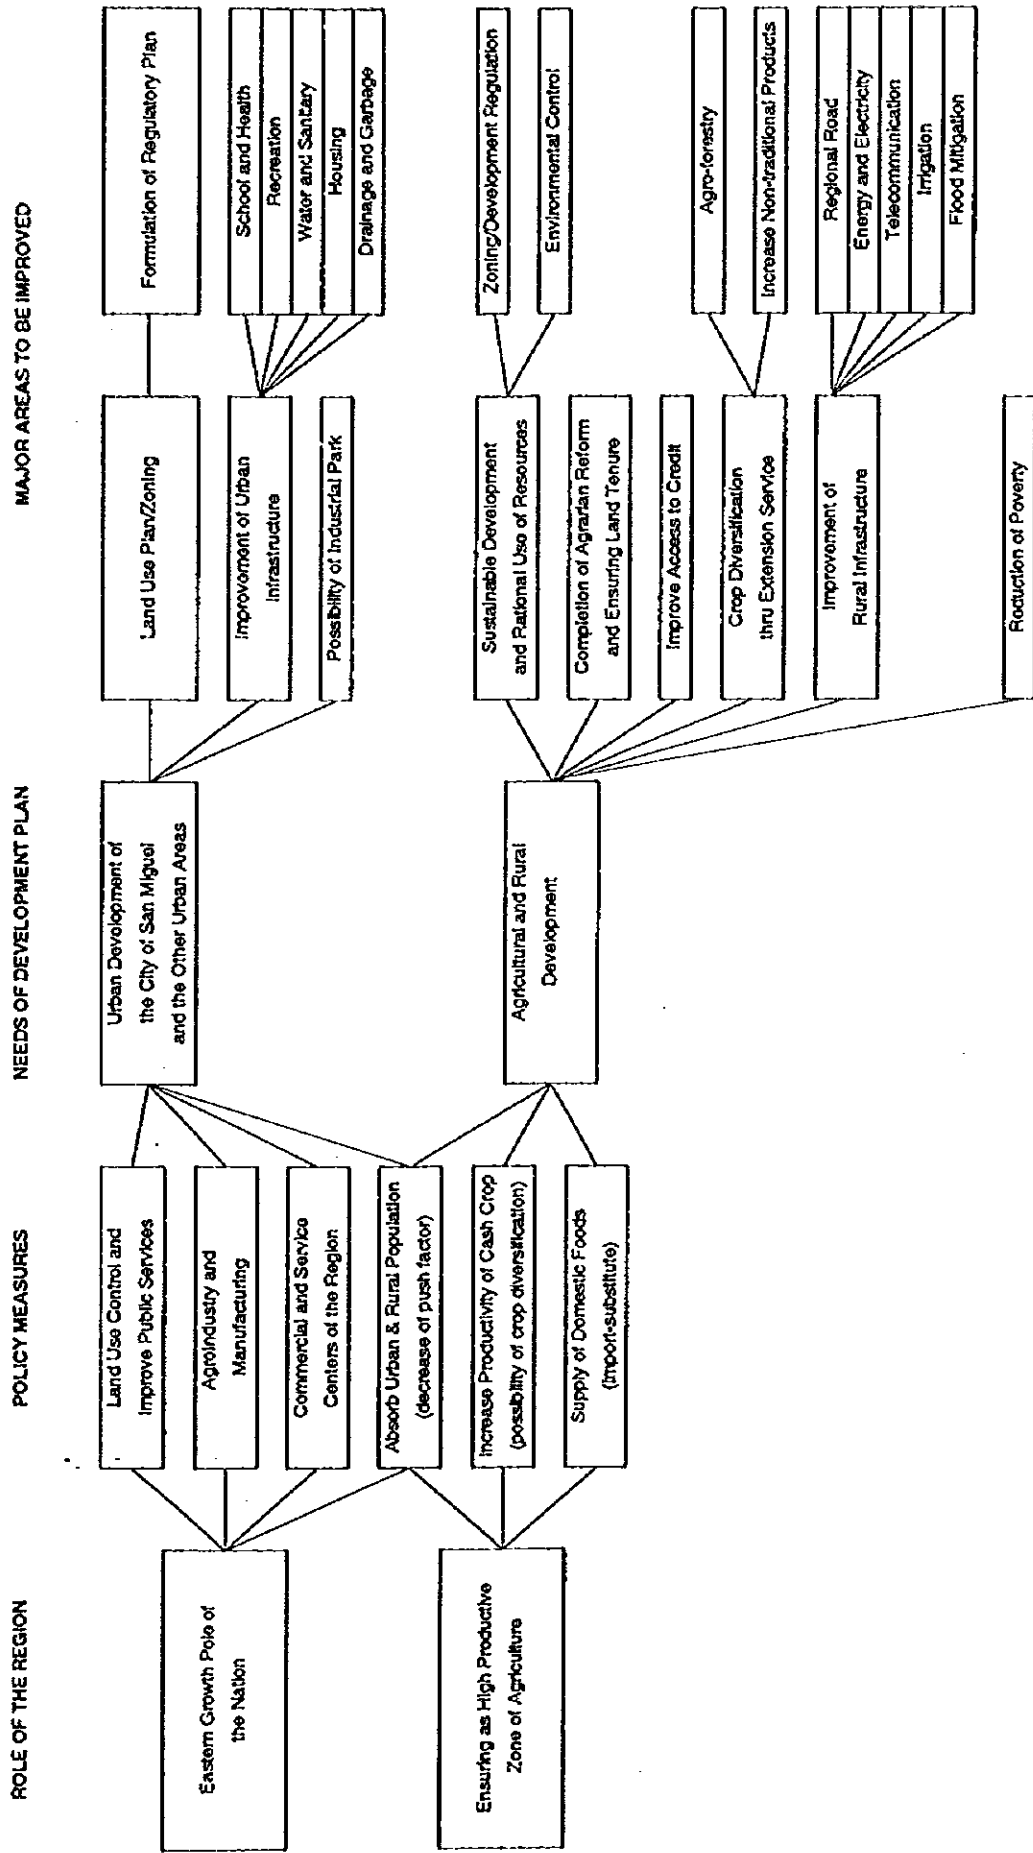 ROLE OF THE REGION
POLICY MEASURES
NEEDS OF DEVELOPMENT PLAN
MAJOR AREAS TO BE IMPROVED
Eastern Growth Pole of
the Nation
Ensuring as High Productive
Zone of Agriculture
Land Use Control and
Improve Public Services
Agroindustry and
Manufacturing
Commercial and Service
Centers of the Region
Absorb Urban & Rural Population
(decrease of push factor)
Increase Productivity of Cash Crop
(possibility of crop diversification)
Supply of Domestic Foods
(import-substitute)
Urban Development of
the City of San Miguel
and the Other Urban Areas
Agricultural and Rural
Development
Land Use Plan/Zoning
Improvement of Urban
Infrastructure
Possibility of Industrial Park
Sustainable Development
and Rational Use of Resources
Completion of Agrarian Reform
and Ensuring Land Tenure
Improve Access to Credit
Crop Diversification
thru Extension Service
Improvement of
Rural Infrastructure
Roduction of Poverty
Formulation of Regulatory Plan
School and Health
Recreation
Water and Sanitary
Housing
Drainage and Garbage
Zoning/Development Regulation
Environmental Control
Agro-forestry
Increase Non-traditional Products
Regional Road
Energy and Electricity
Telecommunication
Irrigation
Flood Mitigation